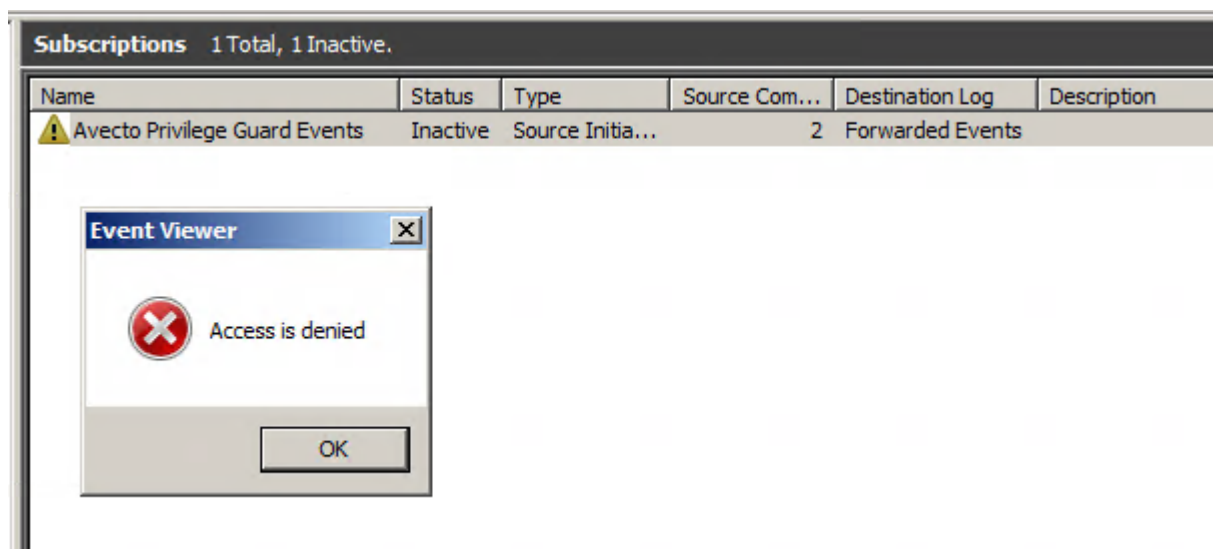 Subscriptions 1 Total, 1 Inactive.
Name Status Type Source Com... Destination Log Description
Avecto Privilege Guard Events Inactive Source Initia... 2 Forwarded Events
Event Viewer
Access is denied
OK